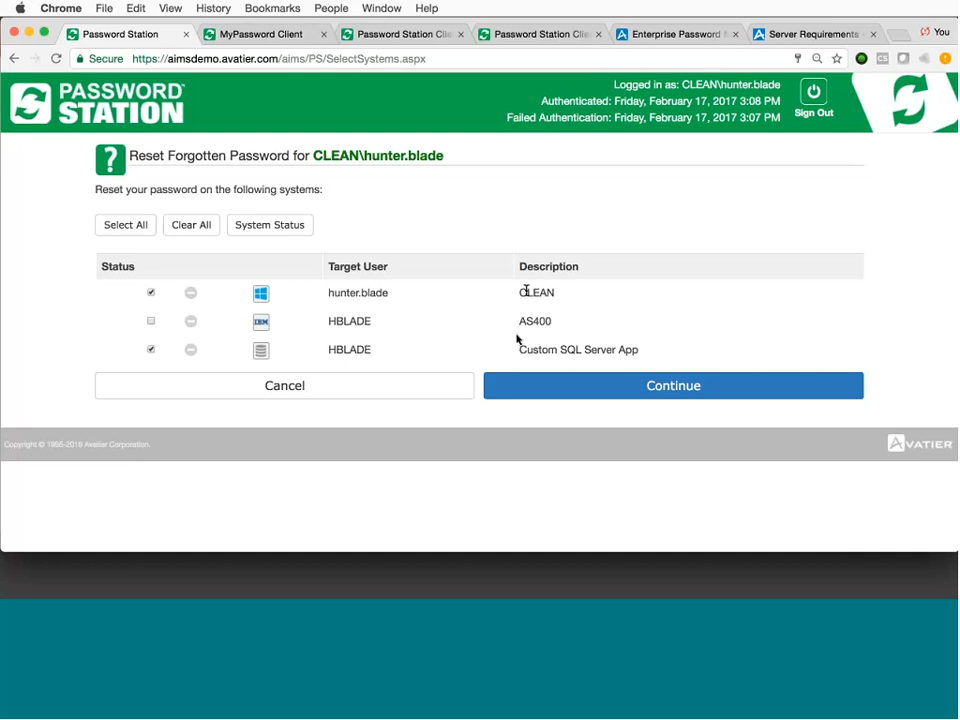 Chrome File Edit View History Bookmarks People Window Help
Password Station × MyPassword Client × Password Station Clie × Password Station Clie × Enterprise Password M × Server Requirements - × You
Secure https://aimsdemo.avatier.com/aims/PS/SelectSystems.aspx
PASSWORD
STATION
Logged in as: CLEAN\hunter.blade
Authenticated: Friday, February 17, 2017 3:08 PM
Failed Authentication: Friday, February 17, 2017 3:07 PM
Sign Out
? Reset Forgotten Password for CLEAN\hunter.blade
Reset your password on the following systems:
Select All Clear All System Status
Status Target User Description
hunter.blade CLEAN
IBM HBLADE AS400
HBLADE Custom SQL Server App
Cancel Continue
AVATIER